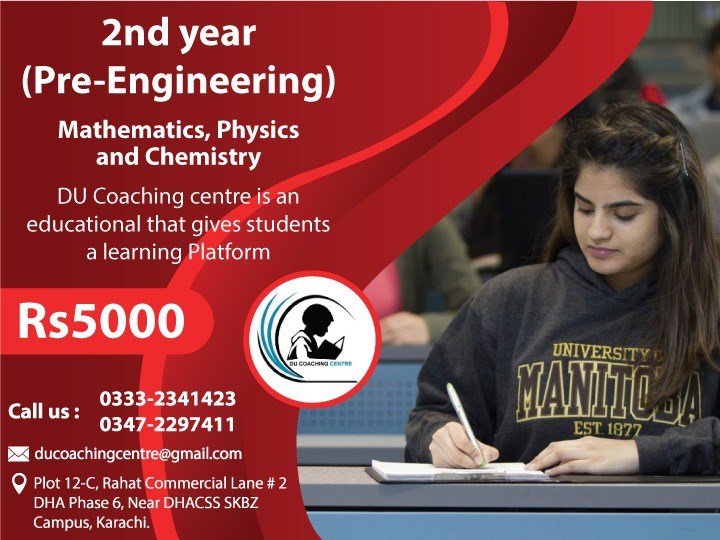 2nd year
(Pre-Engineering)
Mathematics, Physics
and Chemistry
DU Coaching centre is an
educational that gives students
a learning Platform
Rs5000
DU COACHING CENTRE
Call us :
0333-2341423
0347-2297411
ducoachingcentre@gmail.com
Plot 12-C, Rahat Commercial Lane # 2
DHA Phase 6, Near DHACSS SKBZ
Campus, Karachi.
UNIVERSITY
MANITOBA
EST. 1877